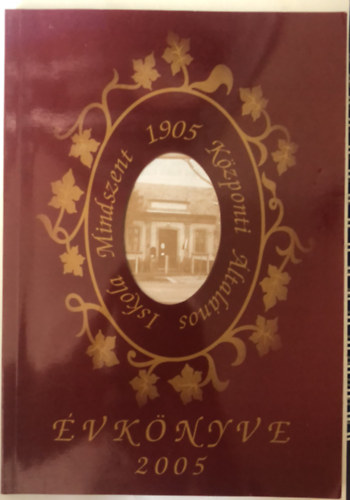 Mindszent 1905 Központi Általános Iskola
ÉVKÖNYVE
2005